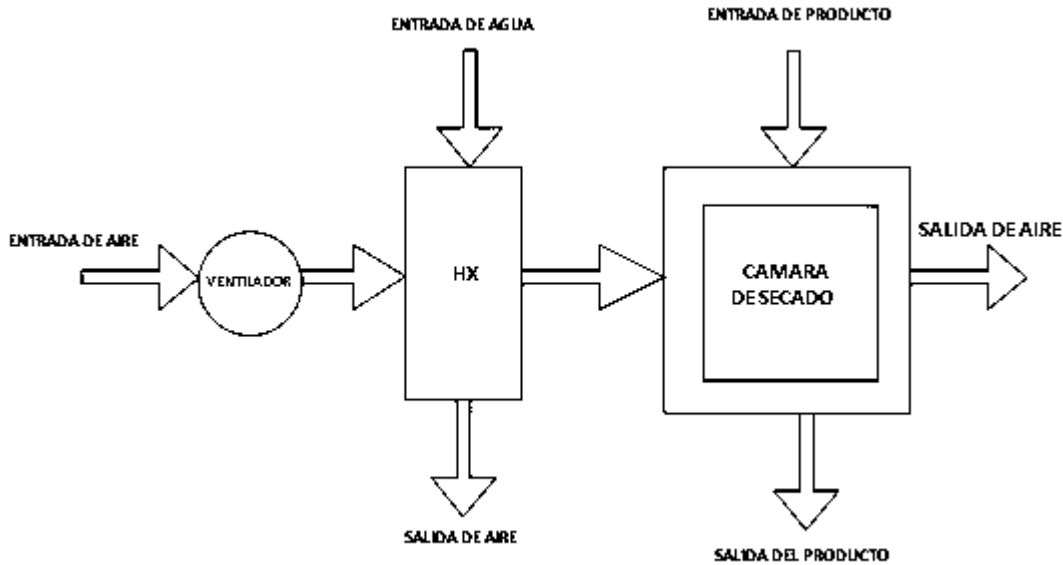 ENTRADA DE AGUA
ENTRADA DE PRODUCTO
ENTRADA DE AIRE
VENTILADOR
HX
CAMARA
DE SECADO
SALIDA DE AIRE
SALIDA DE AIRE
SALIDA DEL PRODUCTO